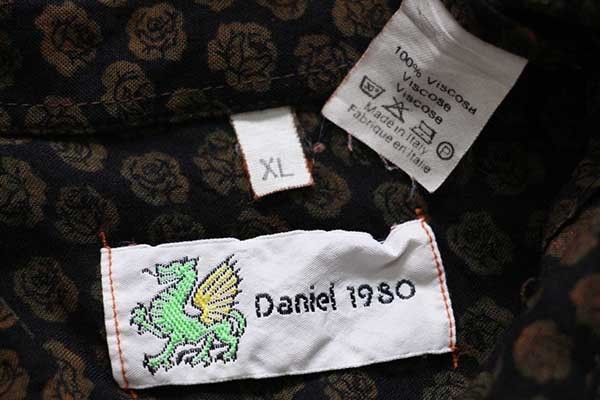 100% Viscosa
Viscose
Viscose
Made in Italy
Fabriqué en Italie
XL
Daniel 1980